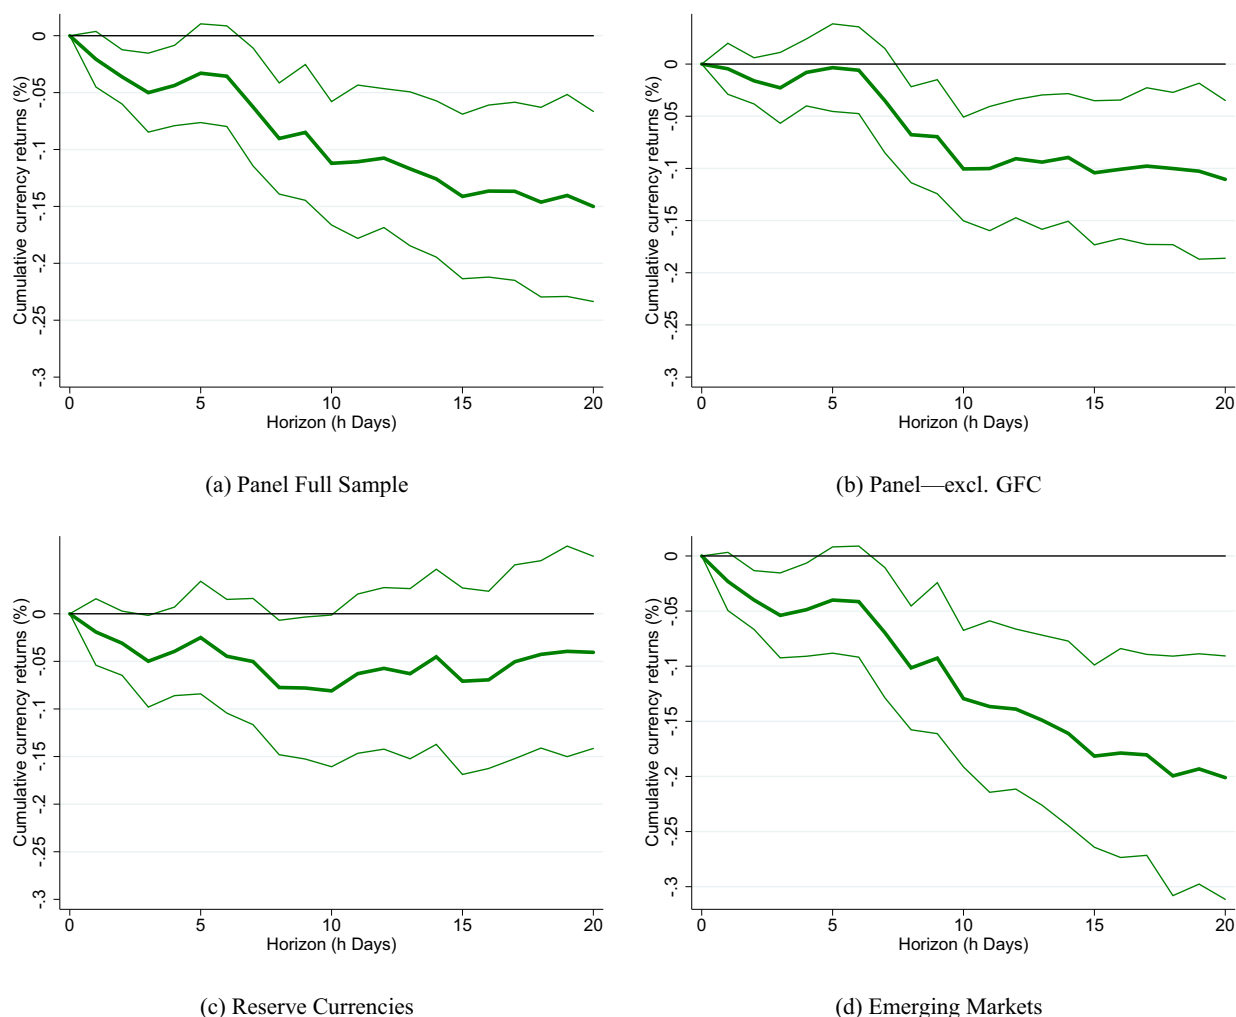 Cumulative currency returns (%)
0
-.05
-.1
-.15
-.2
-.25
-.3
0 5 10 15 20
Horizon (h Days)
(a) Panel Full Sample
Cumulative currency returns (%)
0
-.05
-.1
-.15
-.2
-.25
-.3
0 5 10 15 20
Horizon (h Days)
(b) Panel—excl. GFC
Cumulative currency returns (%)
0
-.05
-.1
-.15
-.2
-.25
-.3
0 5 10 15 20
Horizon (h Days)
(c) Reserve Currencies
Cumulative currency returns (%)
0
-.05
-.1
-.15
-.2
-.25
-.3
0 5 10 15 20
Horizon (h Days)
(d) Emerging Markets